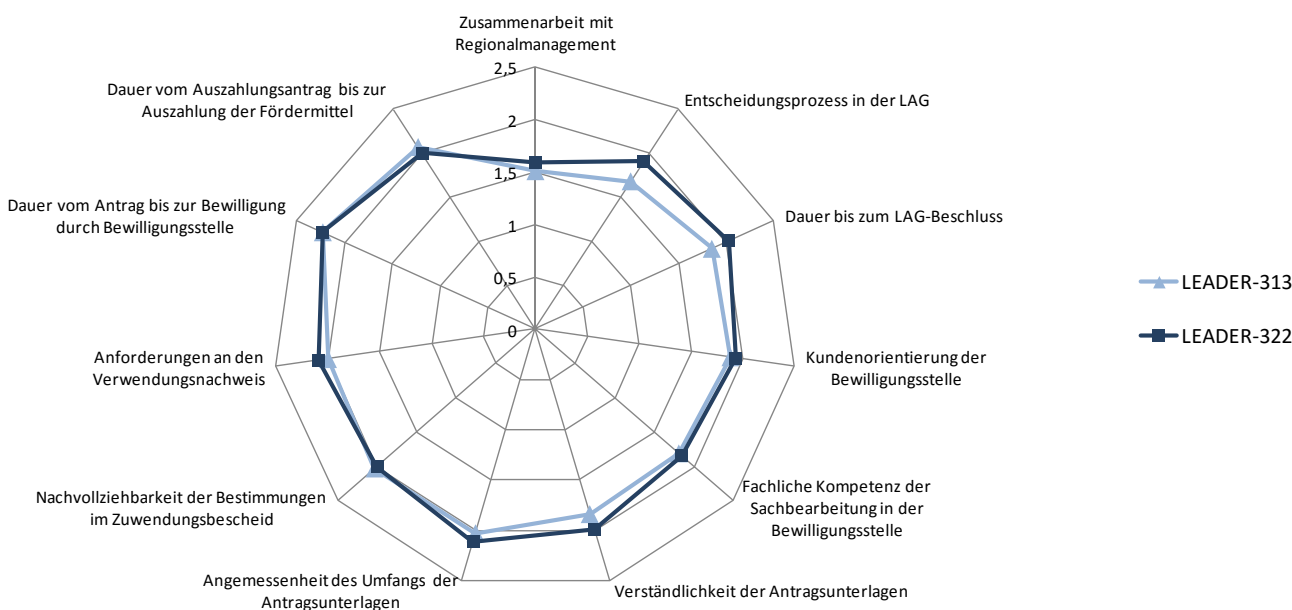 Zusammenarbeit mit
Regionalmanagement
Entscheidungsprozess in der LAG
Dauer bis zum LAG-Beschluss
Kundenorientierung der
Bewilligungsstelle
Fachliche Kompetenz der
Sachbearbeitung in der
Bewilligungsstelle
Verständlichkeit der Antragsunterlagen
Angemessenheit des Umfangs der
Antragsunterlagen
Nachvollziehbarkeit der Bestimmungen
im Zuwendungsbescheid
Anforderungen an den
Verwendungsnachweis
Dauer vom Antrag bis zur Bewilligung
durch Bewilligungsstelle
Dauer vom Auszahlungsantrag bis zur
Auszahlung der Fördermittel
2,5
2
1,5
1
0,5
0
LEADER-313
LEADER-322